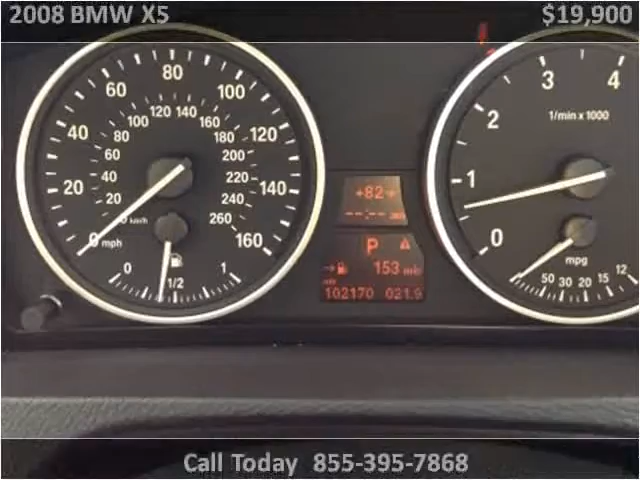 2008 BMW X5 $19,900
0 20 40 60 80 100 120 140 160
mph
20 40 60 80 100 120 140 160 180 200 220 240 260
km/h
0 1/2 1
+82
--:--
P
153
102170 021.9
0 1 2 3 4
1/min x 1000
mpg
50 30 20 15 12
Call Today 855-395-7868